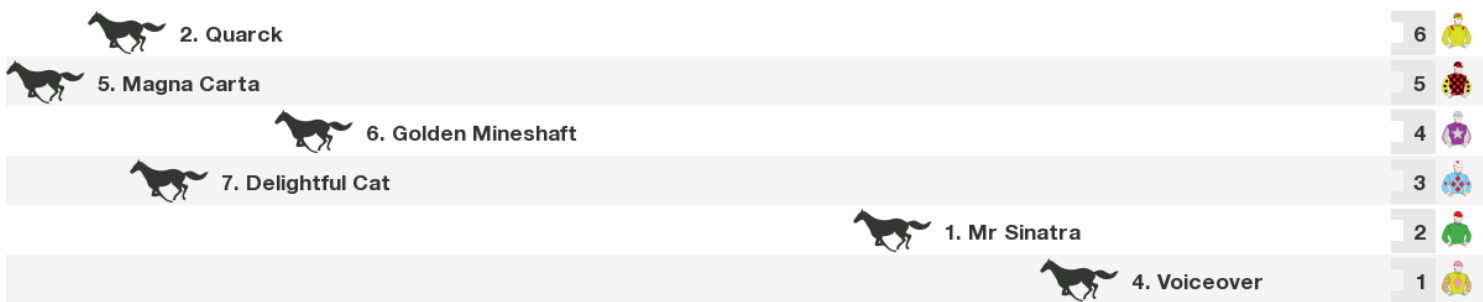 2. Quarck 6
5. Magna Carta 5
6. Golden Mineshaft 4
7. Delightful Cat 3
1. Mr Sinatra 2
4. Voiceover 1